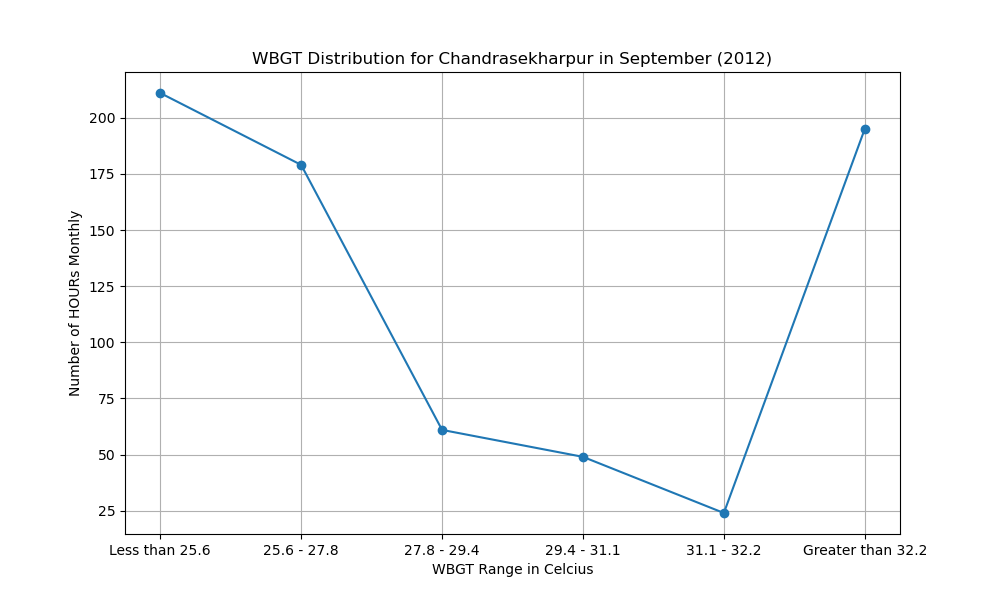 WBGT Distribution for Chandrasekharpur in September (2012)
Number of HOURs Monthly
200
175
150
125
100
75
50
25
Less than 25.6
25.6 - 27.8
27.8 - 29.4
29.4 - 31.1
31.1 - 32.2
Greater than 32.2
WBGT Range in Celcius